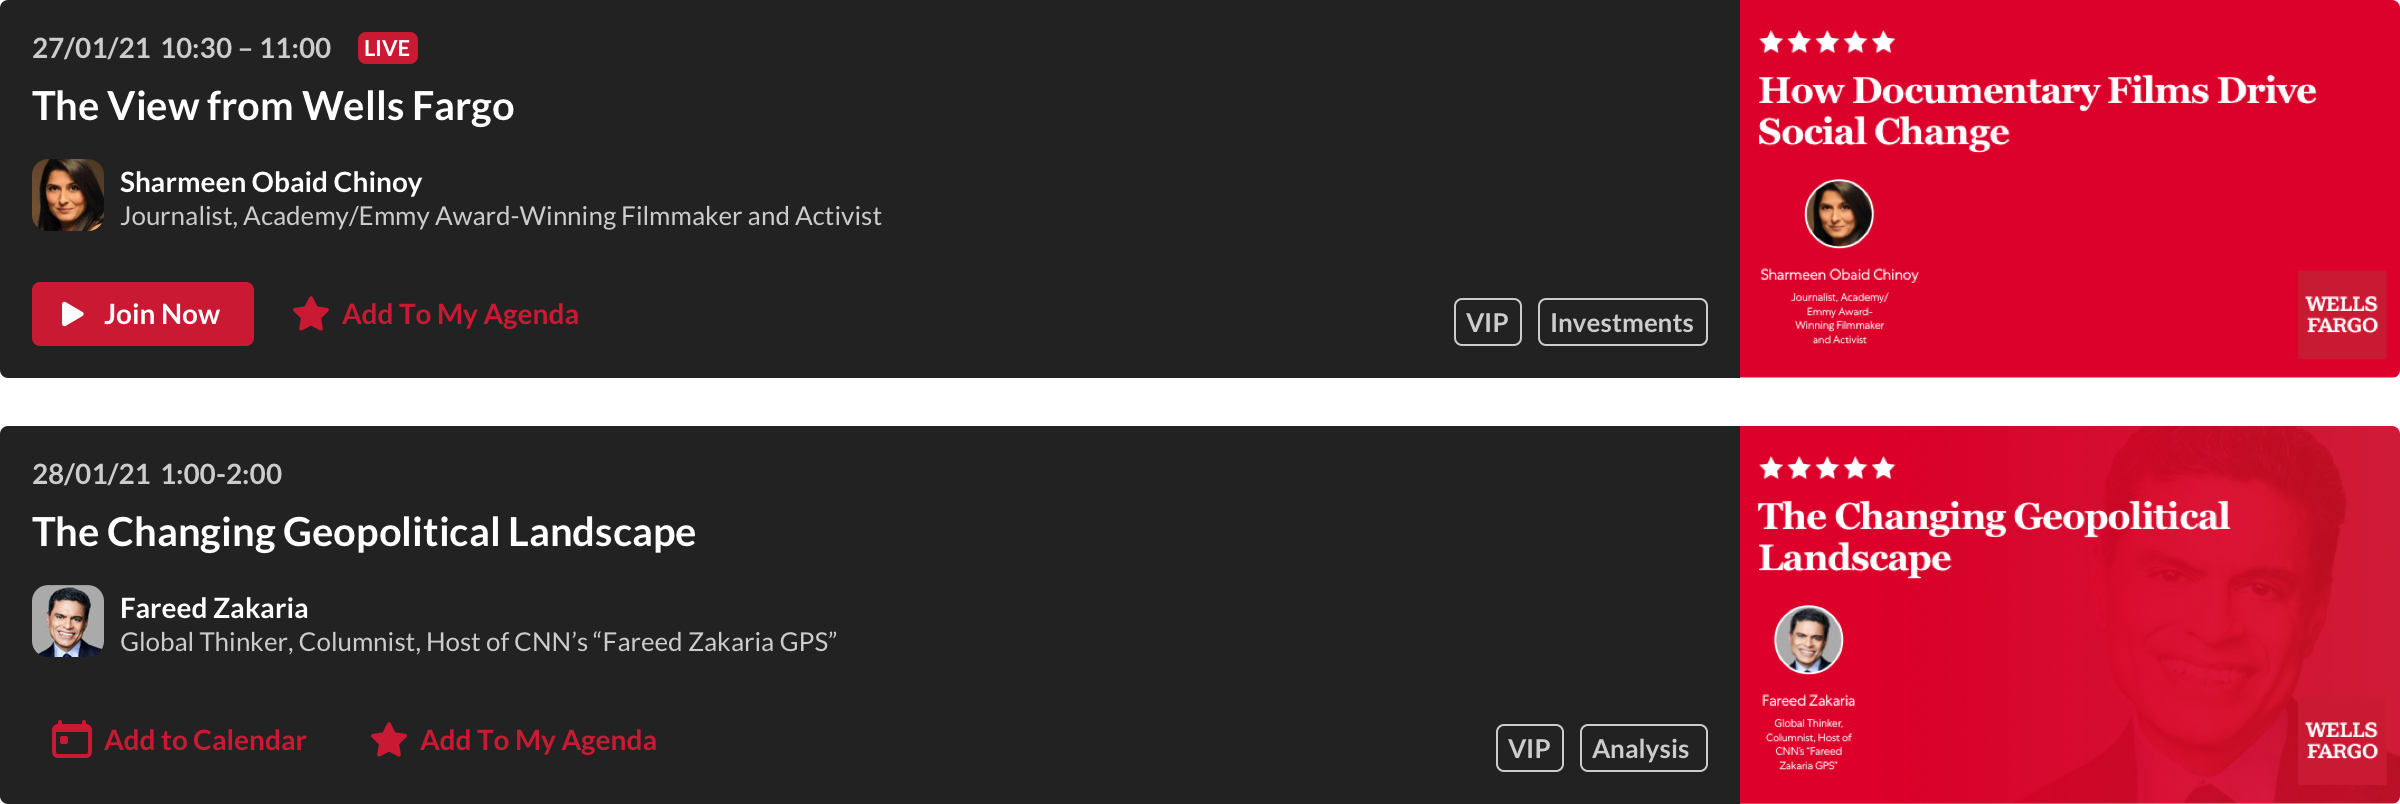 27/01/21 10:30 – 11:00 LIVE
The View from Wells Fargo
Sharmeen Obaid Chinoy
Journalist, Academy/Emmy Award-Winning Filmmaker and Activist
Join Now
Add To My Agenda
VIP
Investments
How Documentary Films Drive
Social Change
Sharmeen Obaid Chinoy
Journalist, Academy/
Emmy Award-
Winning Filmmaker
and Activist
WELLS
FARGO
28/01/21 1:00-2:00
The Changing Geopolitical Landscape
Fareed Zakaria
Global Thinker, Columnist, Host of CNN’s “Fareed Zakaria GPS”
Add to Calendar
Add To My Agenda
VIP
Analysis
The Changing Geopolitical
Landscape
Fareed Zakaria
Global Thinker,
Columnist, Host of
CNN’s “Fareed
Zakaria GPS”
WELLS
FARGO